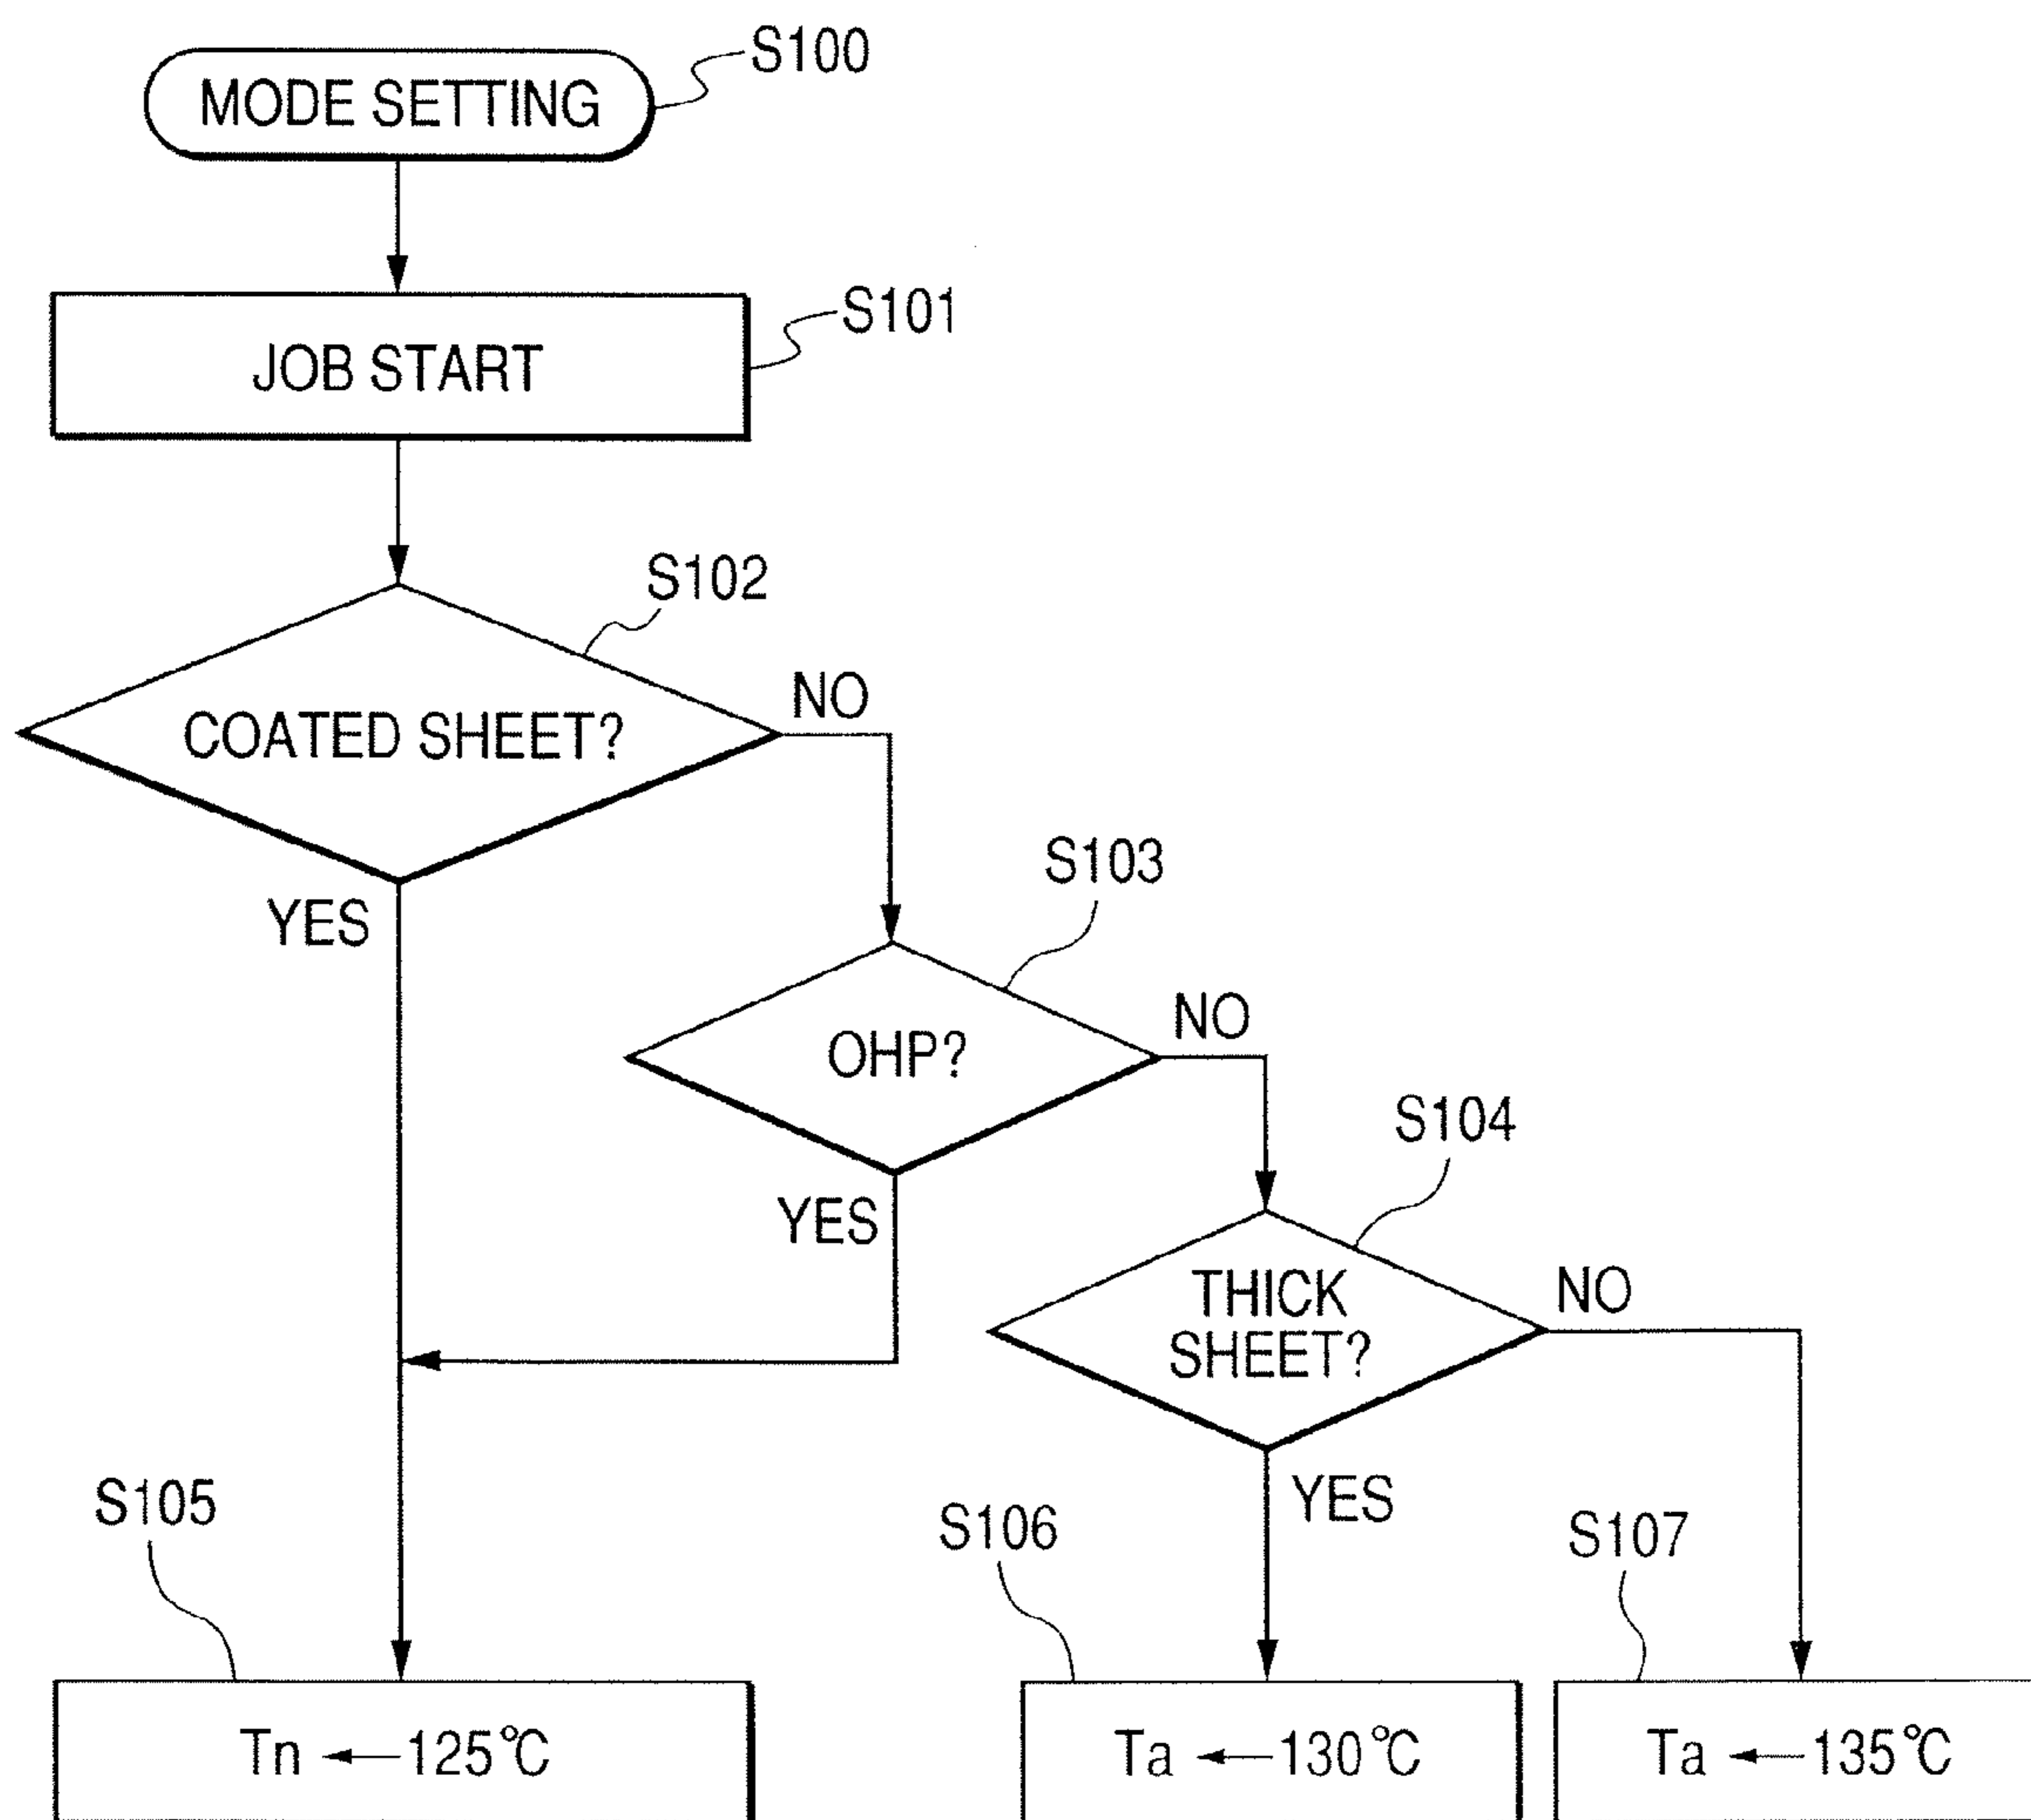 S100
MODE SETTING
S101
JOB START
S102
COATED SHEET?
NO
YES
S103
OHP?
NO
YES
S104
THICK
SHEET?
NO
YES
S105
Tn ← 125°C
S106
Ta ← 130°C
S107
Ta ← 135°C